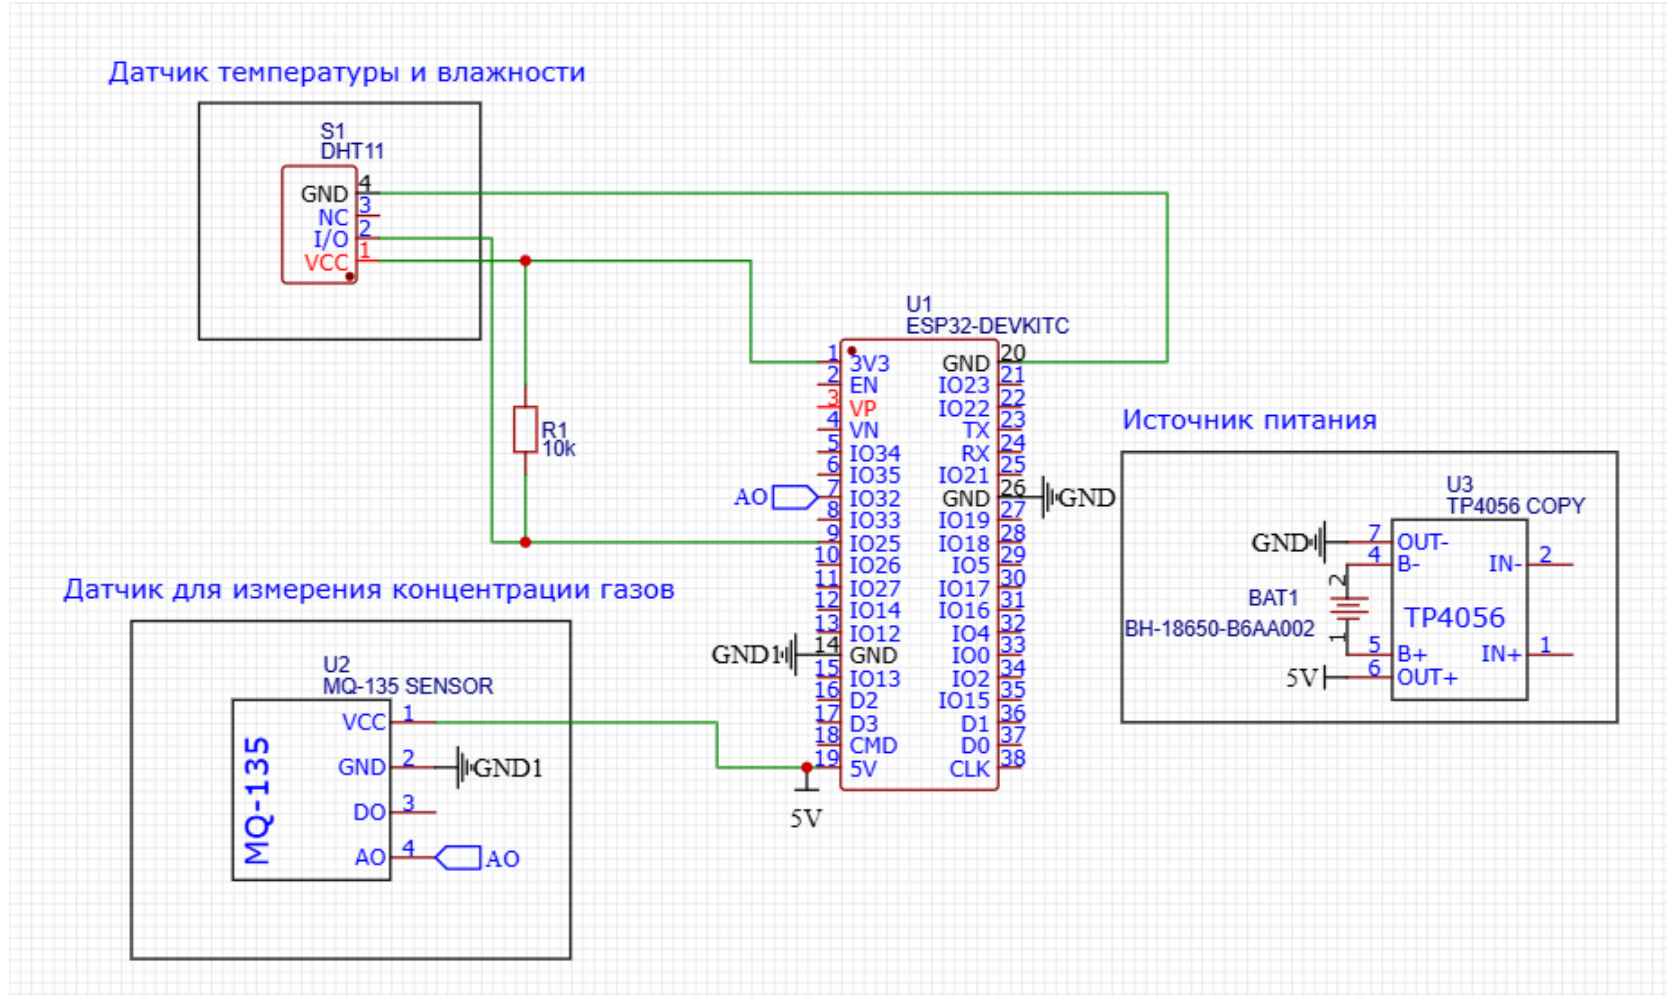 Датчик температуры и влажности
S1
DHT11
GND 4
NC 3
I/O 2
VCC 1
U1
ESP32-DEVKITC
1 3V3 GND 20
2 EN IO23 21
3 VP IO22 22
4 VN TX 23
5 IO34 RX 24
6 IO35 IO21 25
AO 7 IO32 GND 26 GND
8 IO33 IO19 27
9 IO25 IO18 28
10 IO26 IO5 29
11 IO27 IO17 30
12 IO14 IO16 31
13 IO12 IO4 32
GND1 14 GND IO0 33
15 IO13 IO2 34
16 D2 IO15 35
17 D3 D1 36
18 CMD D0 37
19 5V CLK 38
5V
R1
10k
Источник питания
U3
TP4056 COPY
GND 7 OUT-
4 B- IN- 2
2
BAT1
BH-18650-B6AA002
1
TP4056
5 B+ IN+ 1
5V 6 OUT+
Датчик для измерения концентрации газов
U2
MQ-135 SENSOR
MQ-135
VCC 1
GND 2 GND1
DO 3
AO 4 AO